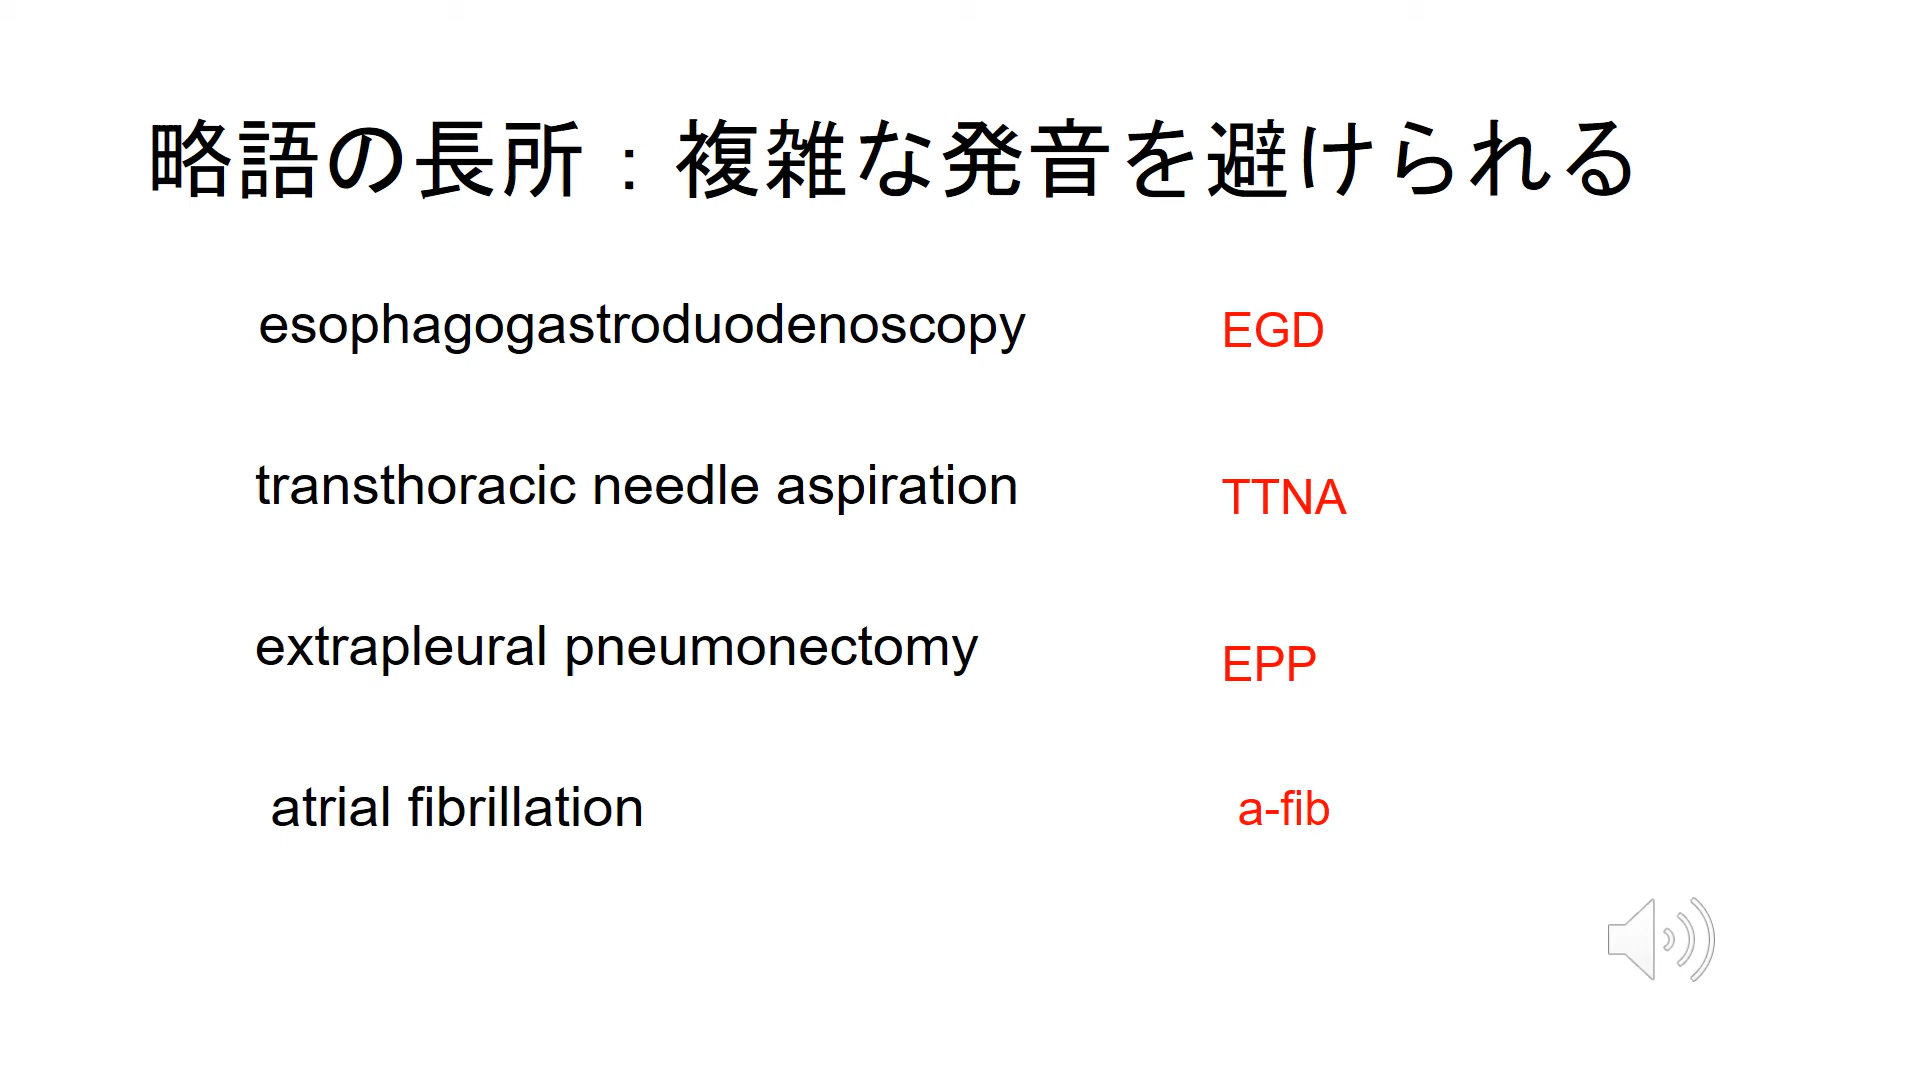 略語の長所：複雑な発音を避けられる
esophagogastroduodenoscopy EGD
transthoracic needle aspiration TTNA
extrapleural pneumonectomy EPP
atrial fibrillation a-fib